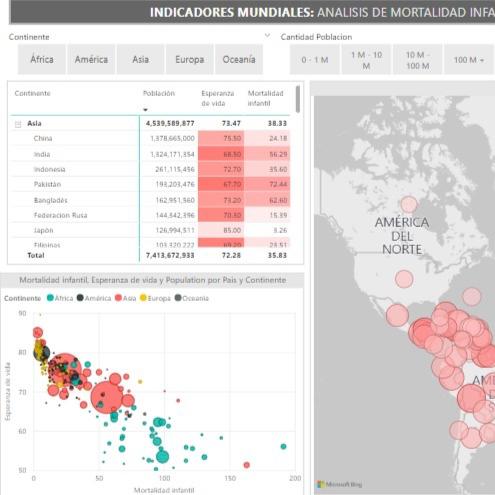 INDICADORES MUNDIALES: ANALISIS DE MORTALIDAD INFA
Continente
África
América
Asia
Europa
Oceanía
Cantidad Poblacion
0 - 1 M
1 M - 10
M
10 M -
100 M
100 M +
Continente Población Esperanza de vida Mortalidad infantil
Asia 4,539,589,877 73.47 38.33
China 1,378,665,000 75.50 24.18
India 1,324,171,354 68.50 56.29
Indonesia 261,115,456 72.70 35.60
Pakistán 193,203,476 67.70 72.44
Bangladés 162,951,560 73.20 62.60
Federacion Rusa 144,342,396 70.30 15.39
Japón 126,994,511 85.00 3.26
Filipinas 103,320,222 69.20 23.51
Total 7,413,672,933 72.28 35.83
Mortalidad infantil, Esperanza de vida y Population por Pais y Continente
Continente África América Asia Europa Oceania
Esperanza de vida
90
80
70
60
50
0 50 100 150 200
Mortalidad infantil
AMÉRICA
DEL
NORTE
AMÉ
Microsoft Bing